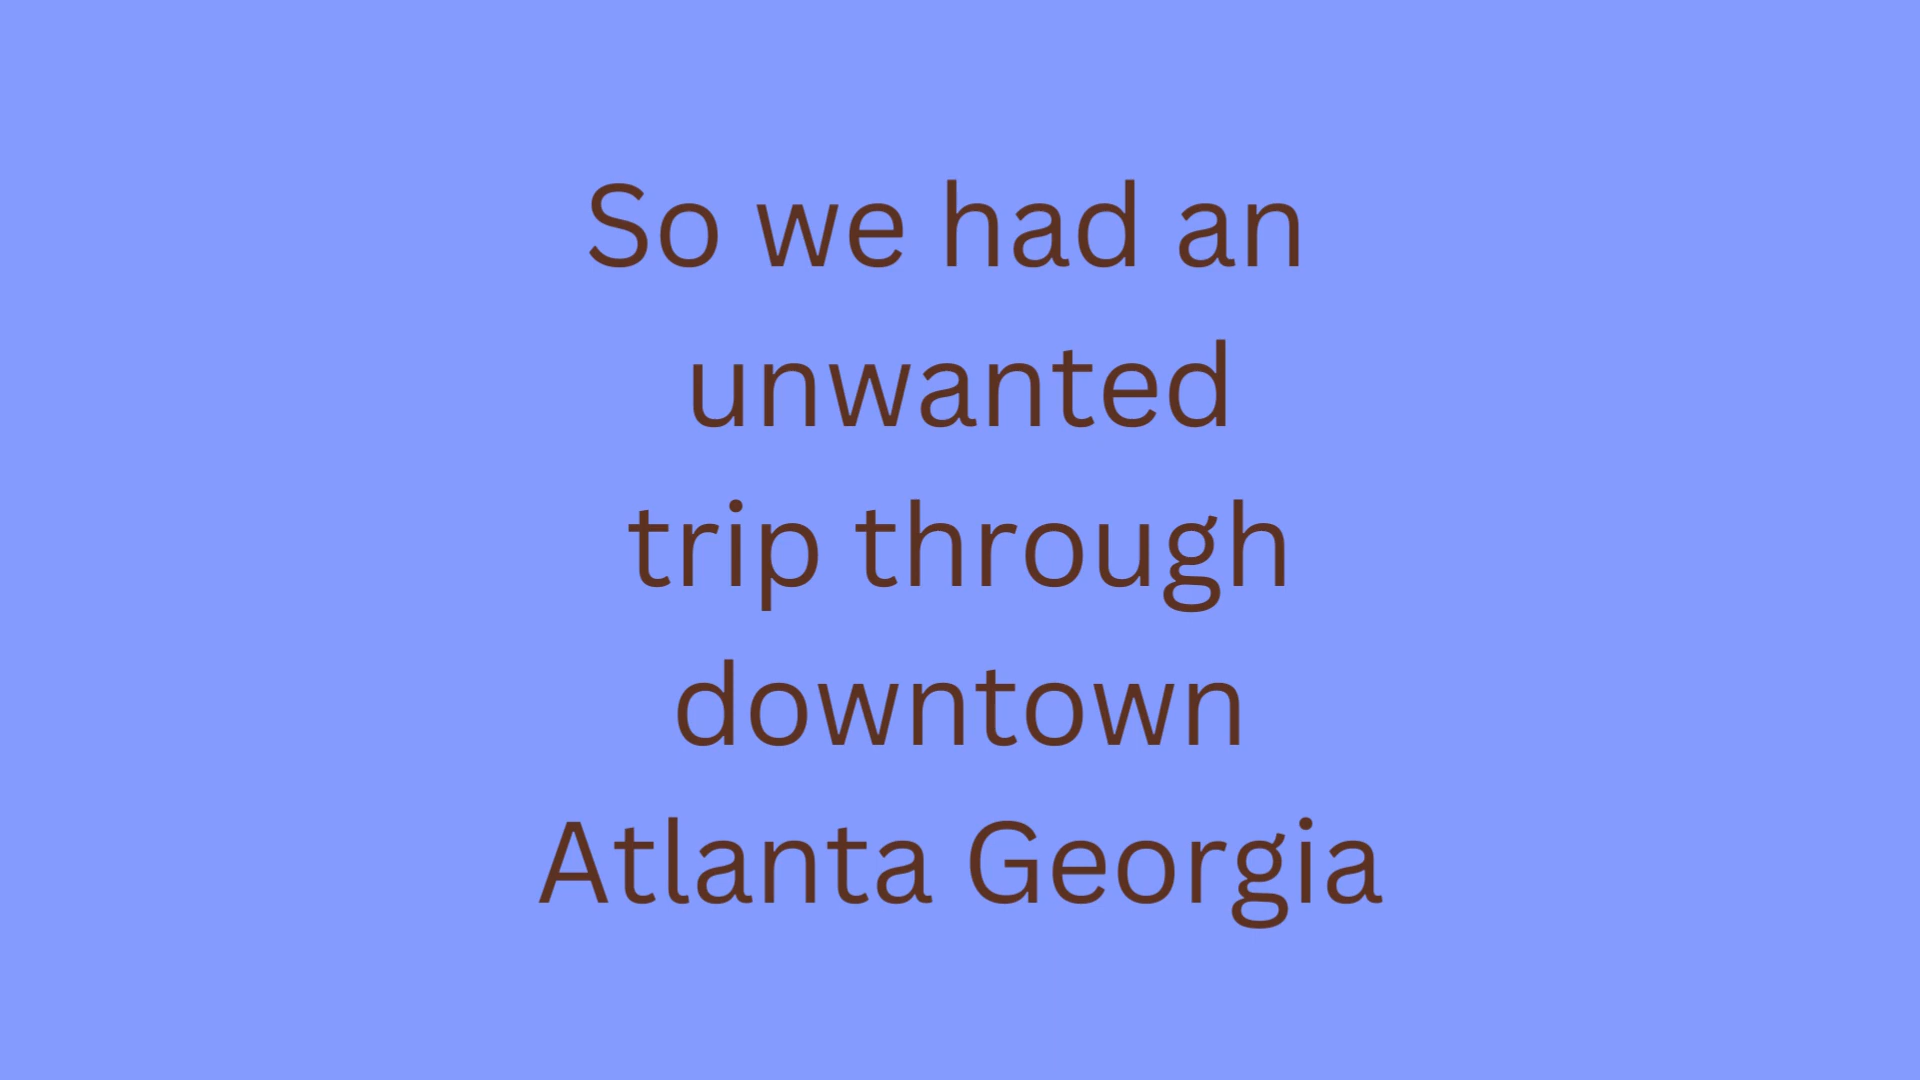 So we had an
unwanted
trip through
downtown
Atlanta Georgia